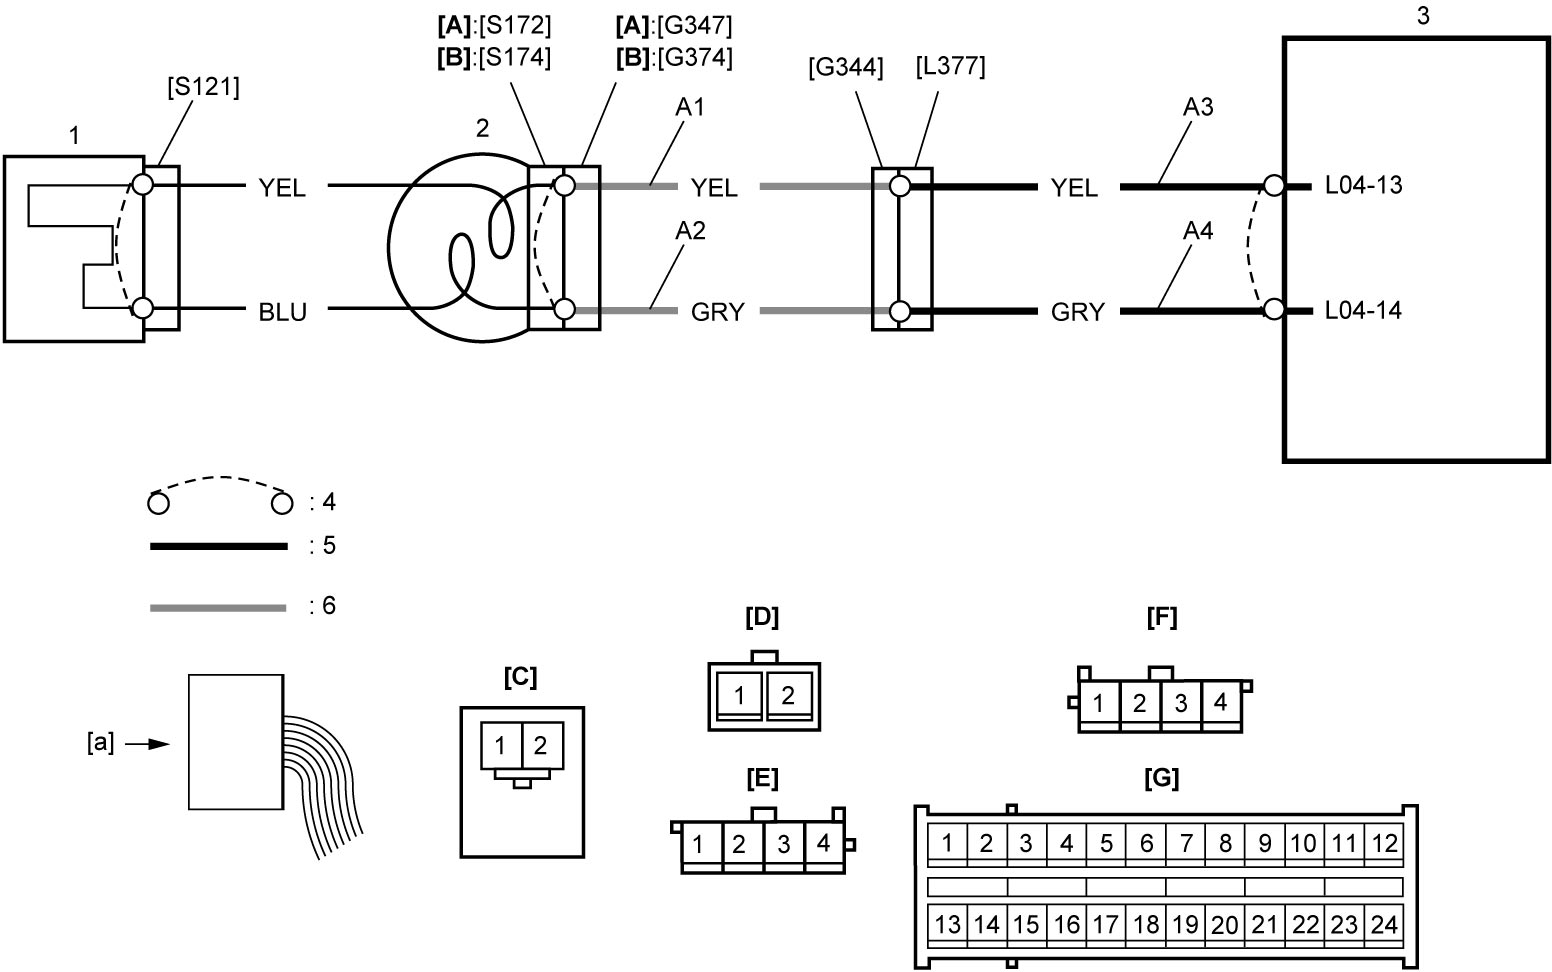 3
[A]:[S172]
[B]:[S174]
[A]:[G347]
[B]:[G374]
[G344]
[L377]
[S121]
1
2
A1
A3
YEL
YEL
YEL
L04-13
A2
A4
BLU
GRY
GRY
L04-14
: 4
: 5
: 6
[D]
[F]
1 2
1 2 3 4
[C]
[a]
1 2
[E]
[G]
1 2 3 4
1 2 3 4 5 6 7 8 9 10 11 12
13 14 15 16 17 18 19 20 21 22 23 24